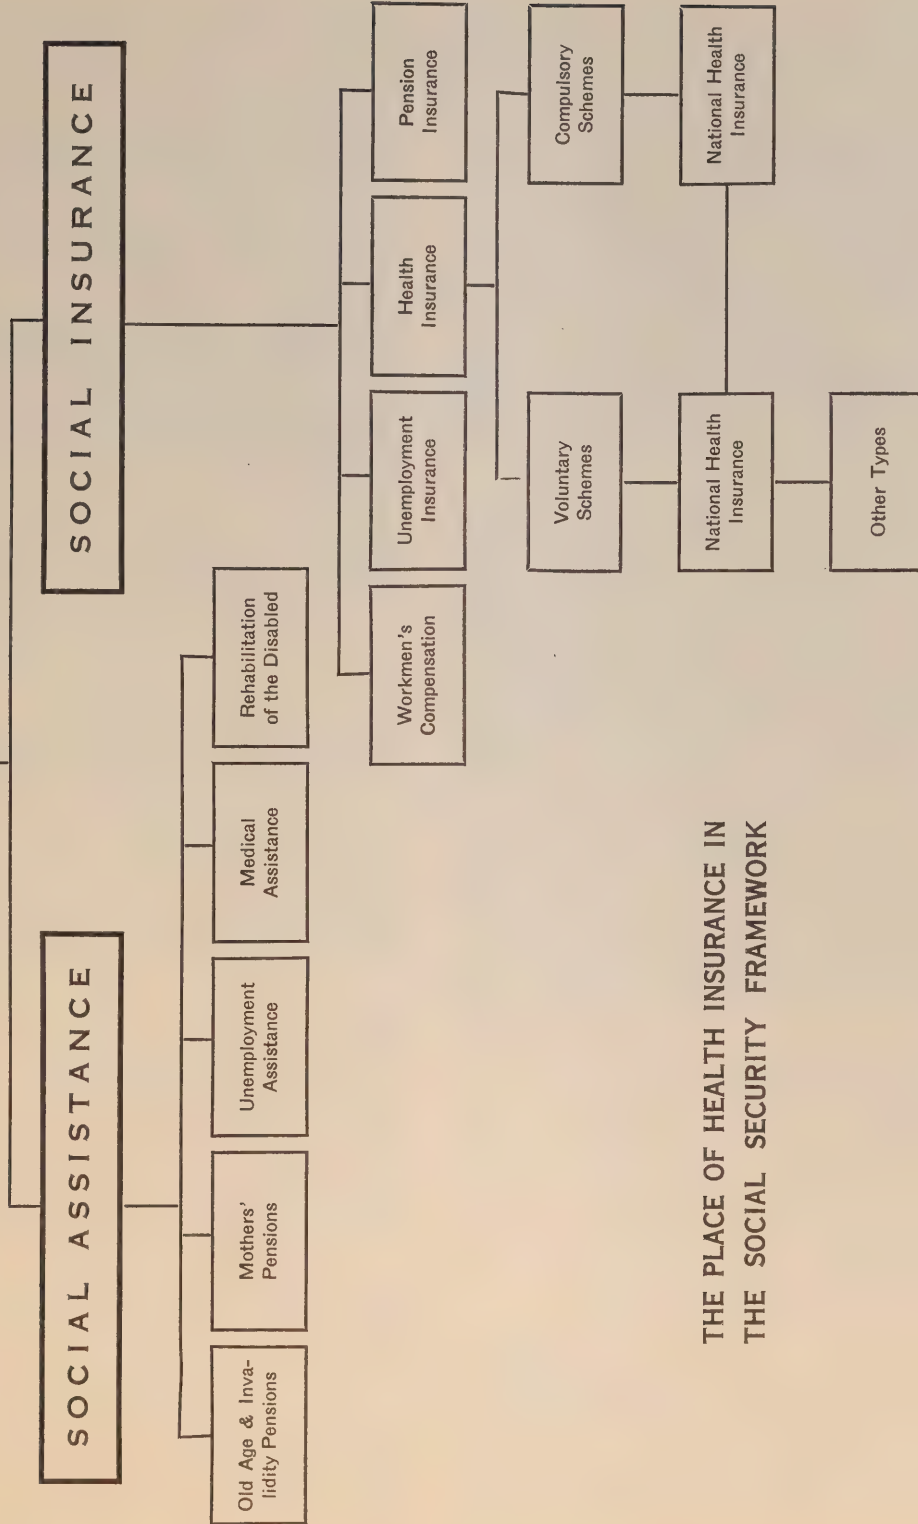 SOCIAL ASSISTANCE
SOCIAL INSURANCE
Old Age & Inva-
lidity Pensions
Mothers'
Pensions
Unemployment
Assistance
Medical
Assistance
Rehabilitation
of the Disabled
Workmen's
Compensation
Unemployment
Insurance
Health
Insurance
Pension
Insurance
Voluntary
Schemes
Compulsory
Schemes
National Health
Insurance
National Health
Insurance
Other Types
THE PLACE OF HEALTH INSURANCE IN
THE SOCIAL SECURITY FRAMEWORK